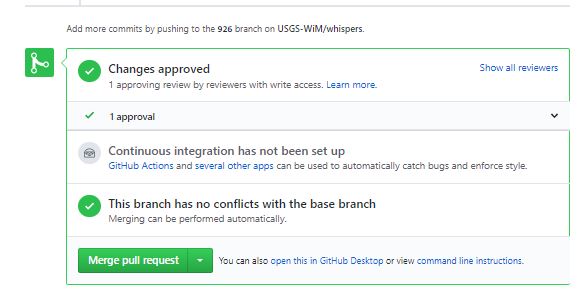 Add more commits by pushing to the 926 branch on USGS-WiM/whispers.
Changes approved
Show all reviewers
1 approving review by reviewers with write access. Learn more.
1 approval
Continuous integration has not been set up
GitHub Actions and several other apps can be used to automatically catch bugs and enforce style.
This branch has no conflicts with the base branch
Merging can be performed automatically.
Merge pull request
You can also open this in GitHub Desktop or view command line instructions.